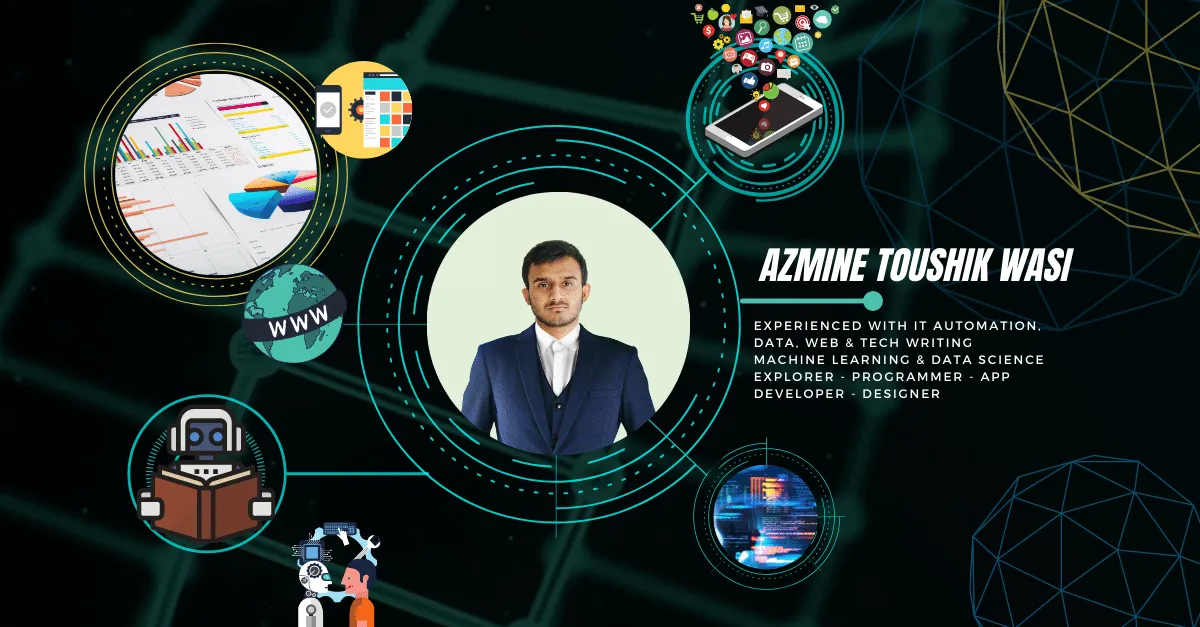 AZMINE TOUSHIK WASI
EXPERIENCED WITH IT AUTOMATION,
DATA, WEB & TECH WRITING
MACHINE LEARNING & DATA SCIENCE
EXPLORER - PROGRAMMER - APP
DEVELOPER - DESIGNER
WWW